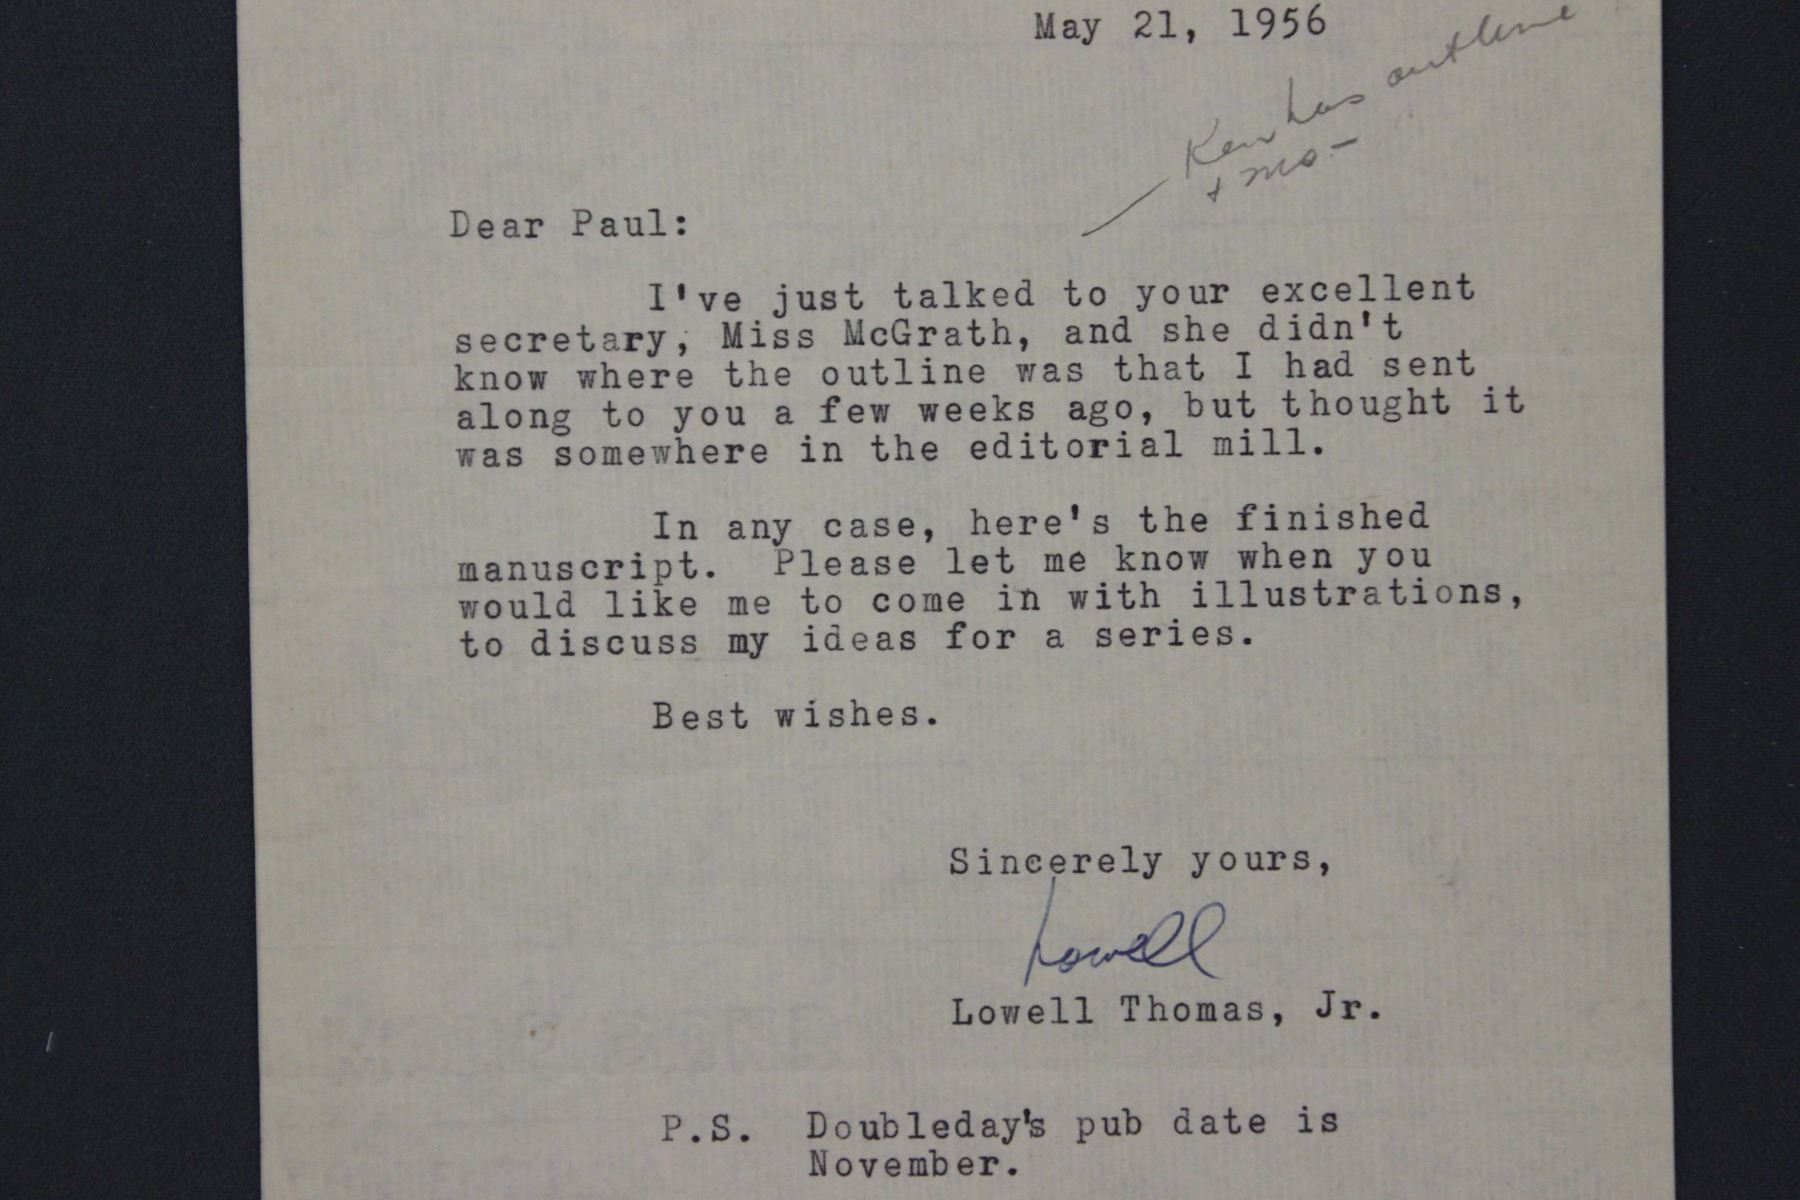 May 21, 1956
Ken has outline
+ mo -
Dear Paul:
I've just talked to your excellent
secretary, Miss McGrath, and she didn't
know where the outline was that I had sent
along to you a few weeks ago, but thought it
was somewhere in the editorial mill.
In any case, here's the finished
manuscript. Please let me know when you
would like me to come in with illustrations,
to discuss my ideas for a series.
Best wishes.
Sincerely yours,
Lowell
Lowell Thomas, Jr.
P.S. Doubleday's pub date is
November.